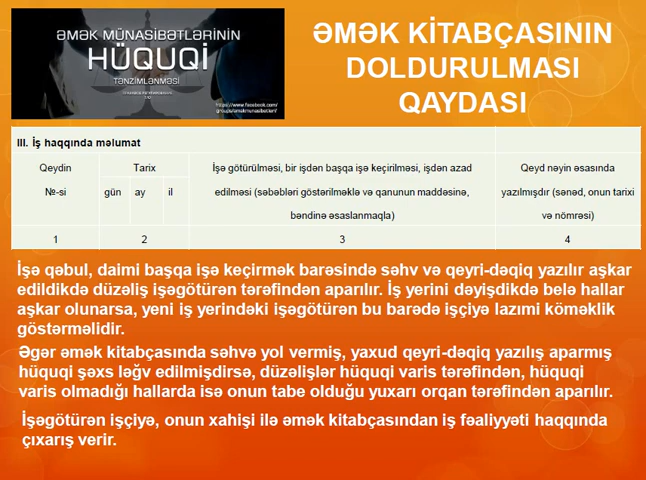 ƏMƏK MÜNASİBƏTLƏRİNİN
HÜQUQİ
TƏNZİMLƏNMƏSİ
https://www.facebook.com/
groups/emekmunasibetleri/
ƏMƏK KİTABÇASININ
DOLDURULMASI
QAYDASI
III. İş haqqında məlumat
Qeydin
№-si
Tarix
gün ay il
İşə götürülməsi, bir işdən başqa işə keçirilməsi, işdən azad
edilməsi (səbəbləri göstərilməklə və qanunun maddəsinə,
bəndinə əsaslanmaqla)
Qeyd nəyin əsasında
yazılmışdır (sənəd, onun tarixi
və nömrəsi)
1 2 3 4
İşə qəbul, daimi başqa işə keçirmək barəsində səhv və qeyri-dəqiq yazılır aşkar
edildikdə düzəliş işəgötürən tərəfindən aparılır. İş yerini dəyişdikdə belə hallar
aşkar olunarsa, yeni iş yerindəki işəgötürən bu barədə işçiyə lazımi köməklik
göstərməlidir.
Əgər əmək kitabçasında səhvə yol vermiş, yaxud qeyri-dəqiq yazılış aparmış
hüquqi şəxs ləğv edilmişdirsə, düzəlişlər hüquqi varis tərəfindən, hüquqi
varis olmadığı hallarda isə onun tabe olduğu yuxarı orqan tərəfindən aparılır.
İşəgötürən işçiyə, onun xahişi ilə əmək kitabçasından iş fəaliyyəti haqqında
çıxarış verir.